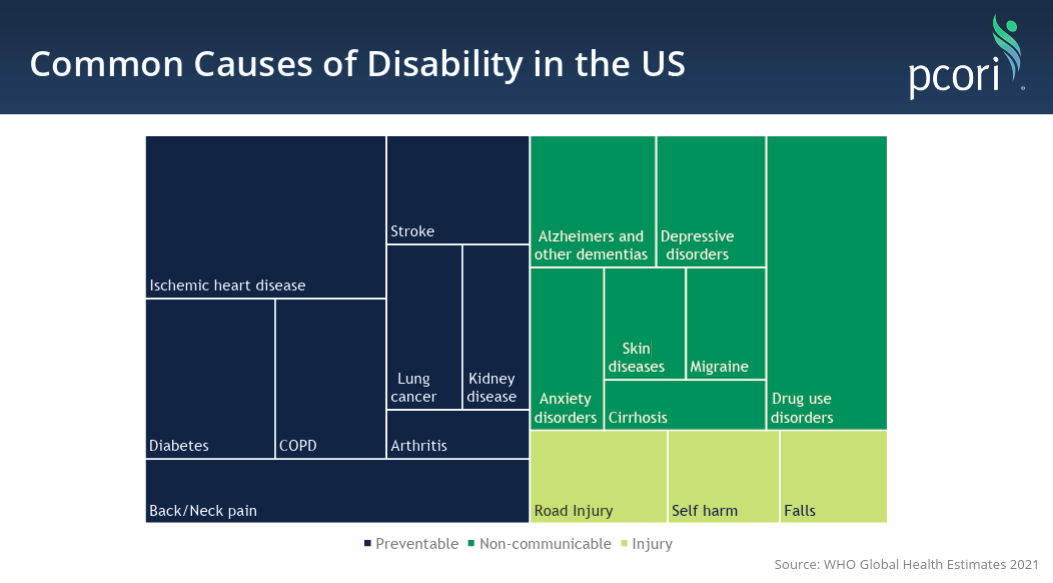 Common Causes of Disability in the US
pcori
®
Ischemic heart disease
Stroke
Alzheimers and
other dementias
Depressive
disorders
Drug use
disorders
Diabetes
COPD
Lung
cancer
Kidney
disease
Arthritis
Anxiety
disorders
Skin
diseases
Migraine
Cirrhosis
Back/Neck pain
Road Injury
Self harm
Falls
Preventable
Non-communicable
Injury
Source: WHO Global Health Estimates 2021